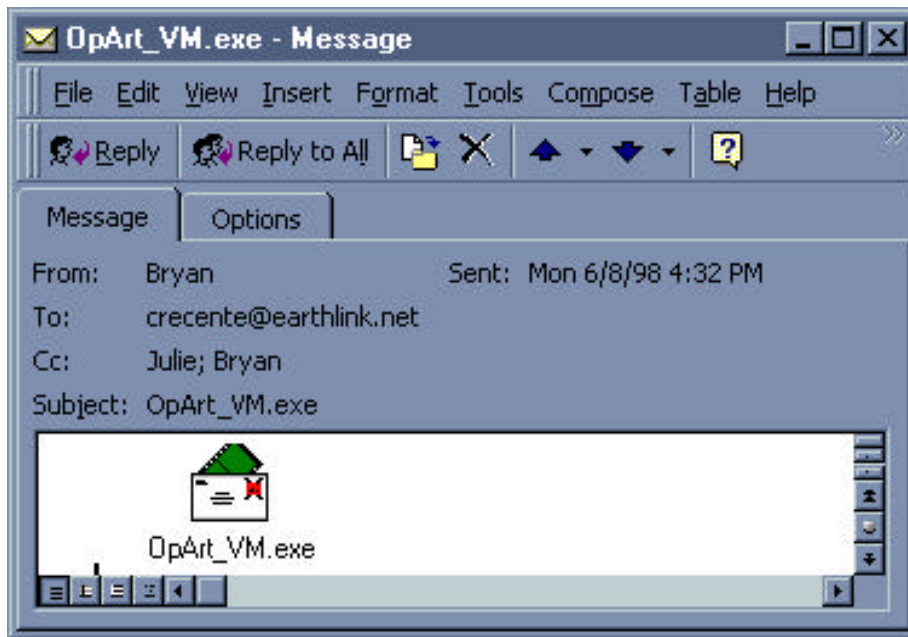 OpArt_VM.exe - Message
File Edit View Insert Format Tools Compose Table Help
Reply Reply to All
Message Options
From: Bryan Sent: Mon 6/8/98 4:32 PM
To: crecente@earthlink.net
Cc: Julie; Bryan
Subject: OpArt_VM.exe
OpArt_VM.exe